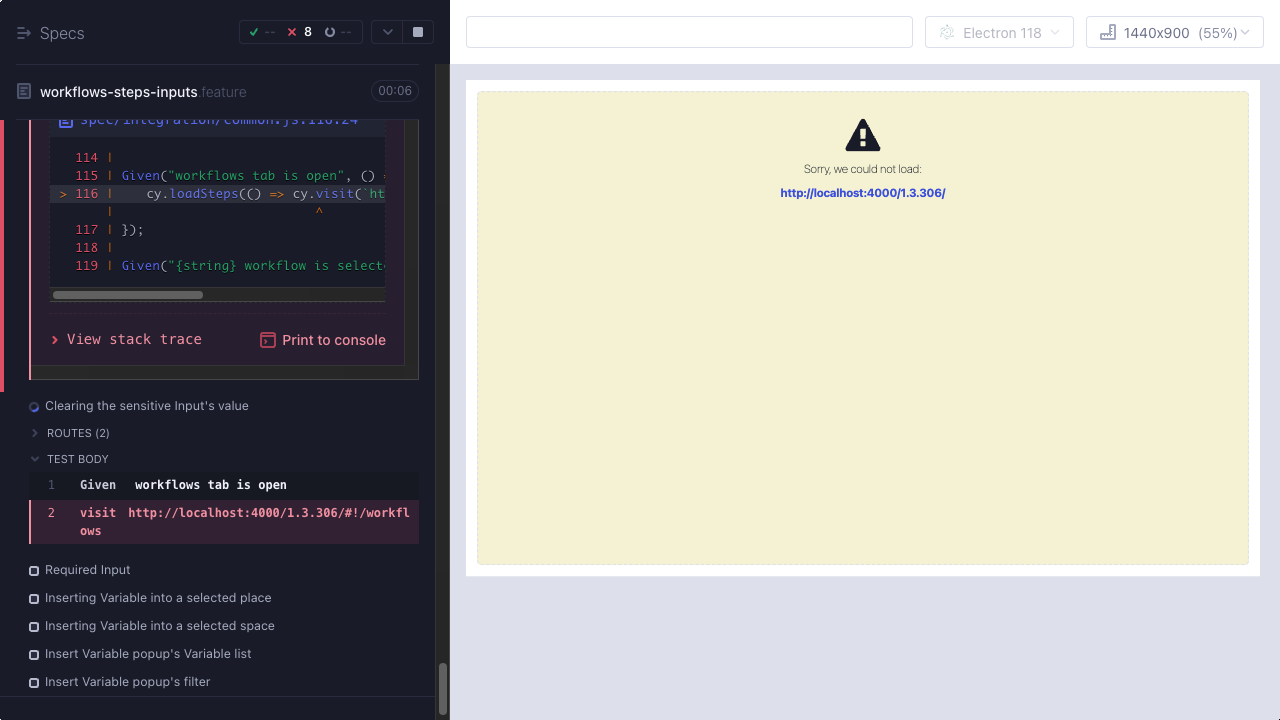 Specs
-- 8 --
workflows-steps-inputs.feature
00:06
spec/integration/common.js:116:24
114 |
115 | Given("workflows tab is open", () =
> 116 |    cy.loadSteps(() => cy.visit(`ht
|                          ^
117 | });
118 |
119 | Given("{string} workflow is select
View stack trace
Print to console
Clearing the sensitive Input's value
ROUTES (2)
TEST BODY
1 Given workflows tab is open
2 visit http://localhost:4000/1.3.306/#!/workfl
ows
Required Input
Inserting Variable into a selected place
Inserting Variable into a selected space
Insert Variable popup's Variable list
Insert Variable popup's filter
Electron 118
1440x900 (55%)
Sorry, we could not load:
http://localhost:4000/1.3.306/